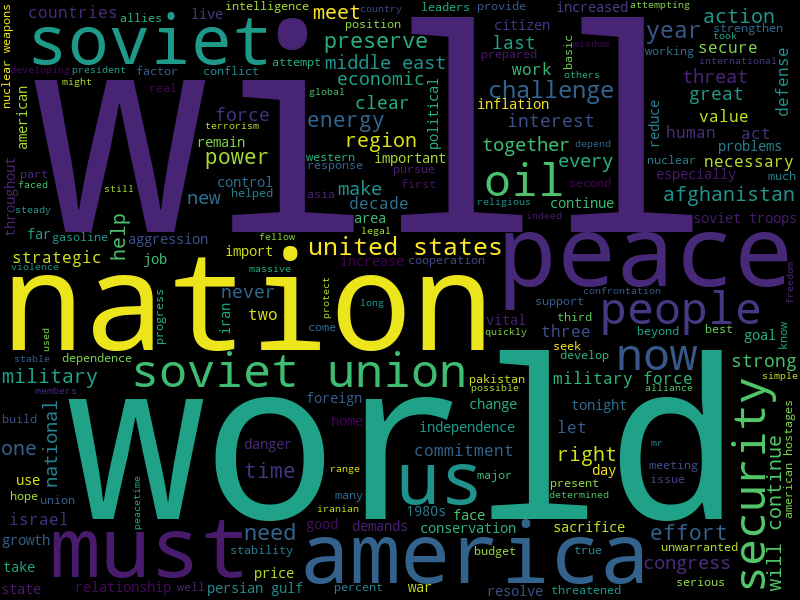 nuclear weapons
countries
allies
live
intelligence
meet
position
country
leaders
provide
increased
attempting
soviet
preserve
last
year
action
strengthen
took
secure
defense
developing
president
factor
conflict
attempt
middle east
work
prepared
basic
wisdom
others
working
international
might
real
global
economic
challenge
threat
american
will
force
energy
clear
political
inflation
interest
reduce
great
value
terrorism
remain
power
region
western
response
important
together
human
act
problems
necessary
throughout
part
faced
still
new
control
helped
asia
make
decade
pursue
first
oil
every
second
religious
continue
depend
nuclear
especially
much
afghanistan
steady
far
gasoline
help
aggression
area
legal
indeed
soviet troops
strategic
job
import
fellow
united states
peace
violence
massive
increase
cooperation
confrontation
freedom
nation
progress
iran
never
two
protect
long
come
vital
quickly
support
third
three
people
beyond
best
goal
know
used
stable
dependence
seek
develop
now
strong
military
soviet union
pakistan
possible
military force
alliance
simple
members
world
foreign
change
tonight
build
national
one
home
independence
let
danger
time
commitment
right
mr
meeting
issue
security
will continue
american hostages
use
hope
union
peacetime
range
many
iranian
us
major
day
present
determined
1980s
face
israel
growth
must
need
stability
good
demands
conservation
sacrifice
effort
unwarranted
budget
america
true
congress
take
state
relationship
well
price
persian gulf
percent
war
resolve
threatened
serious